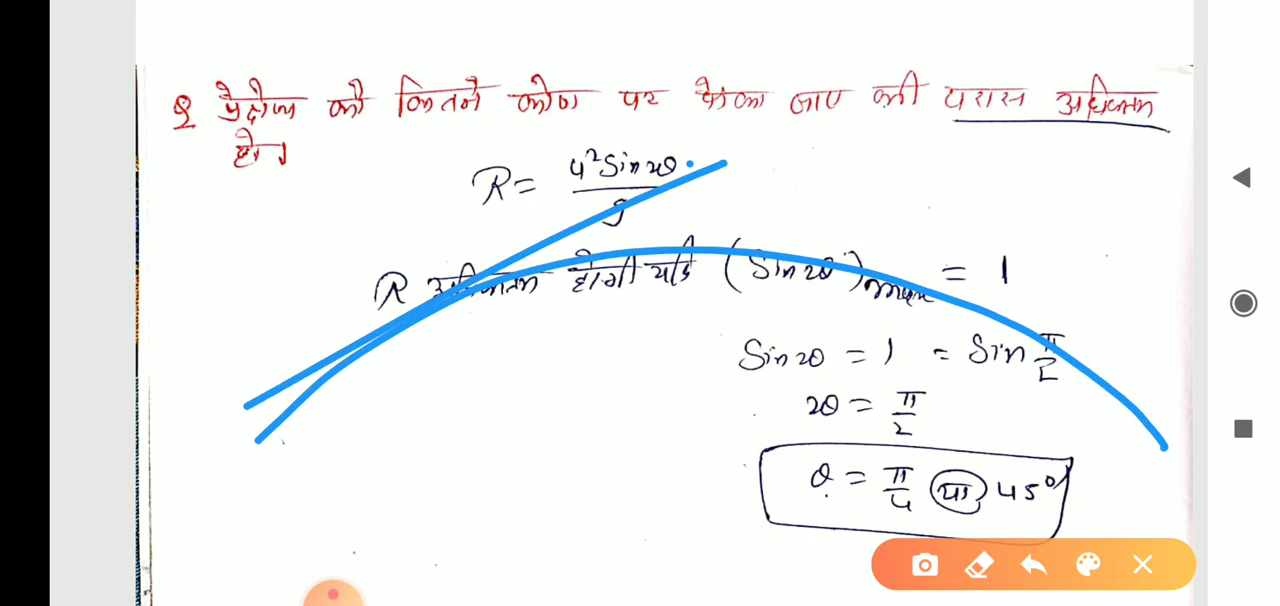 Q प्रक्षेप्य को कितने कोण पर फेंका जाए की परास अधिकतम
होगा
R = u²Sin2θ/g
R अधिकतम होगी यदि (Sin2θ) = 1
Sin2θ = 1 = Sin π/2
2θ = π/2
θ = π/4 या 45°